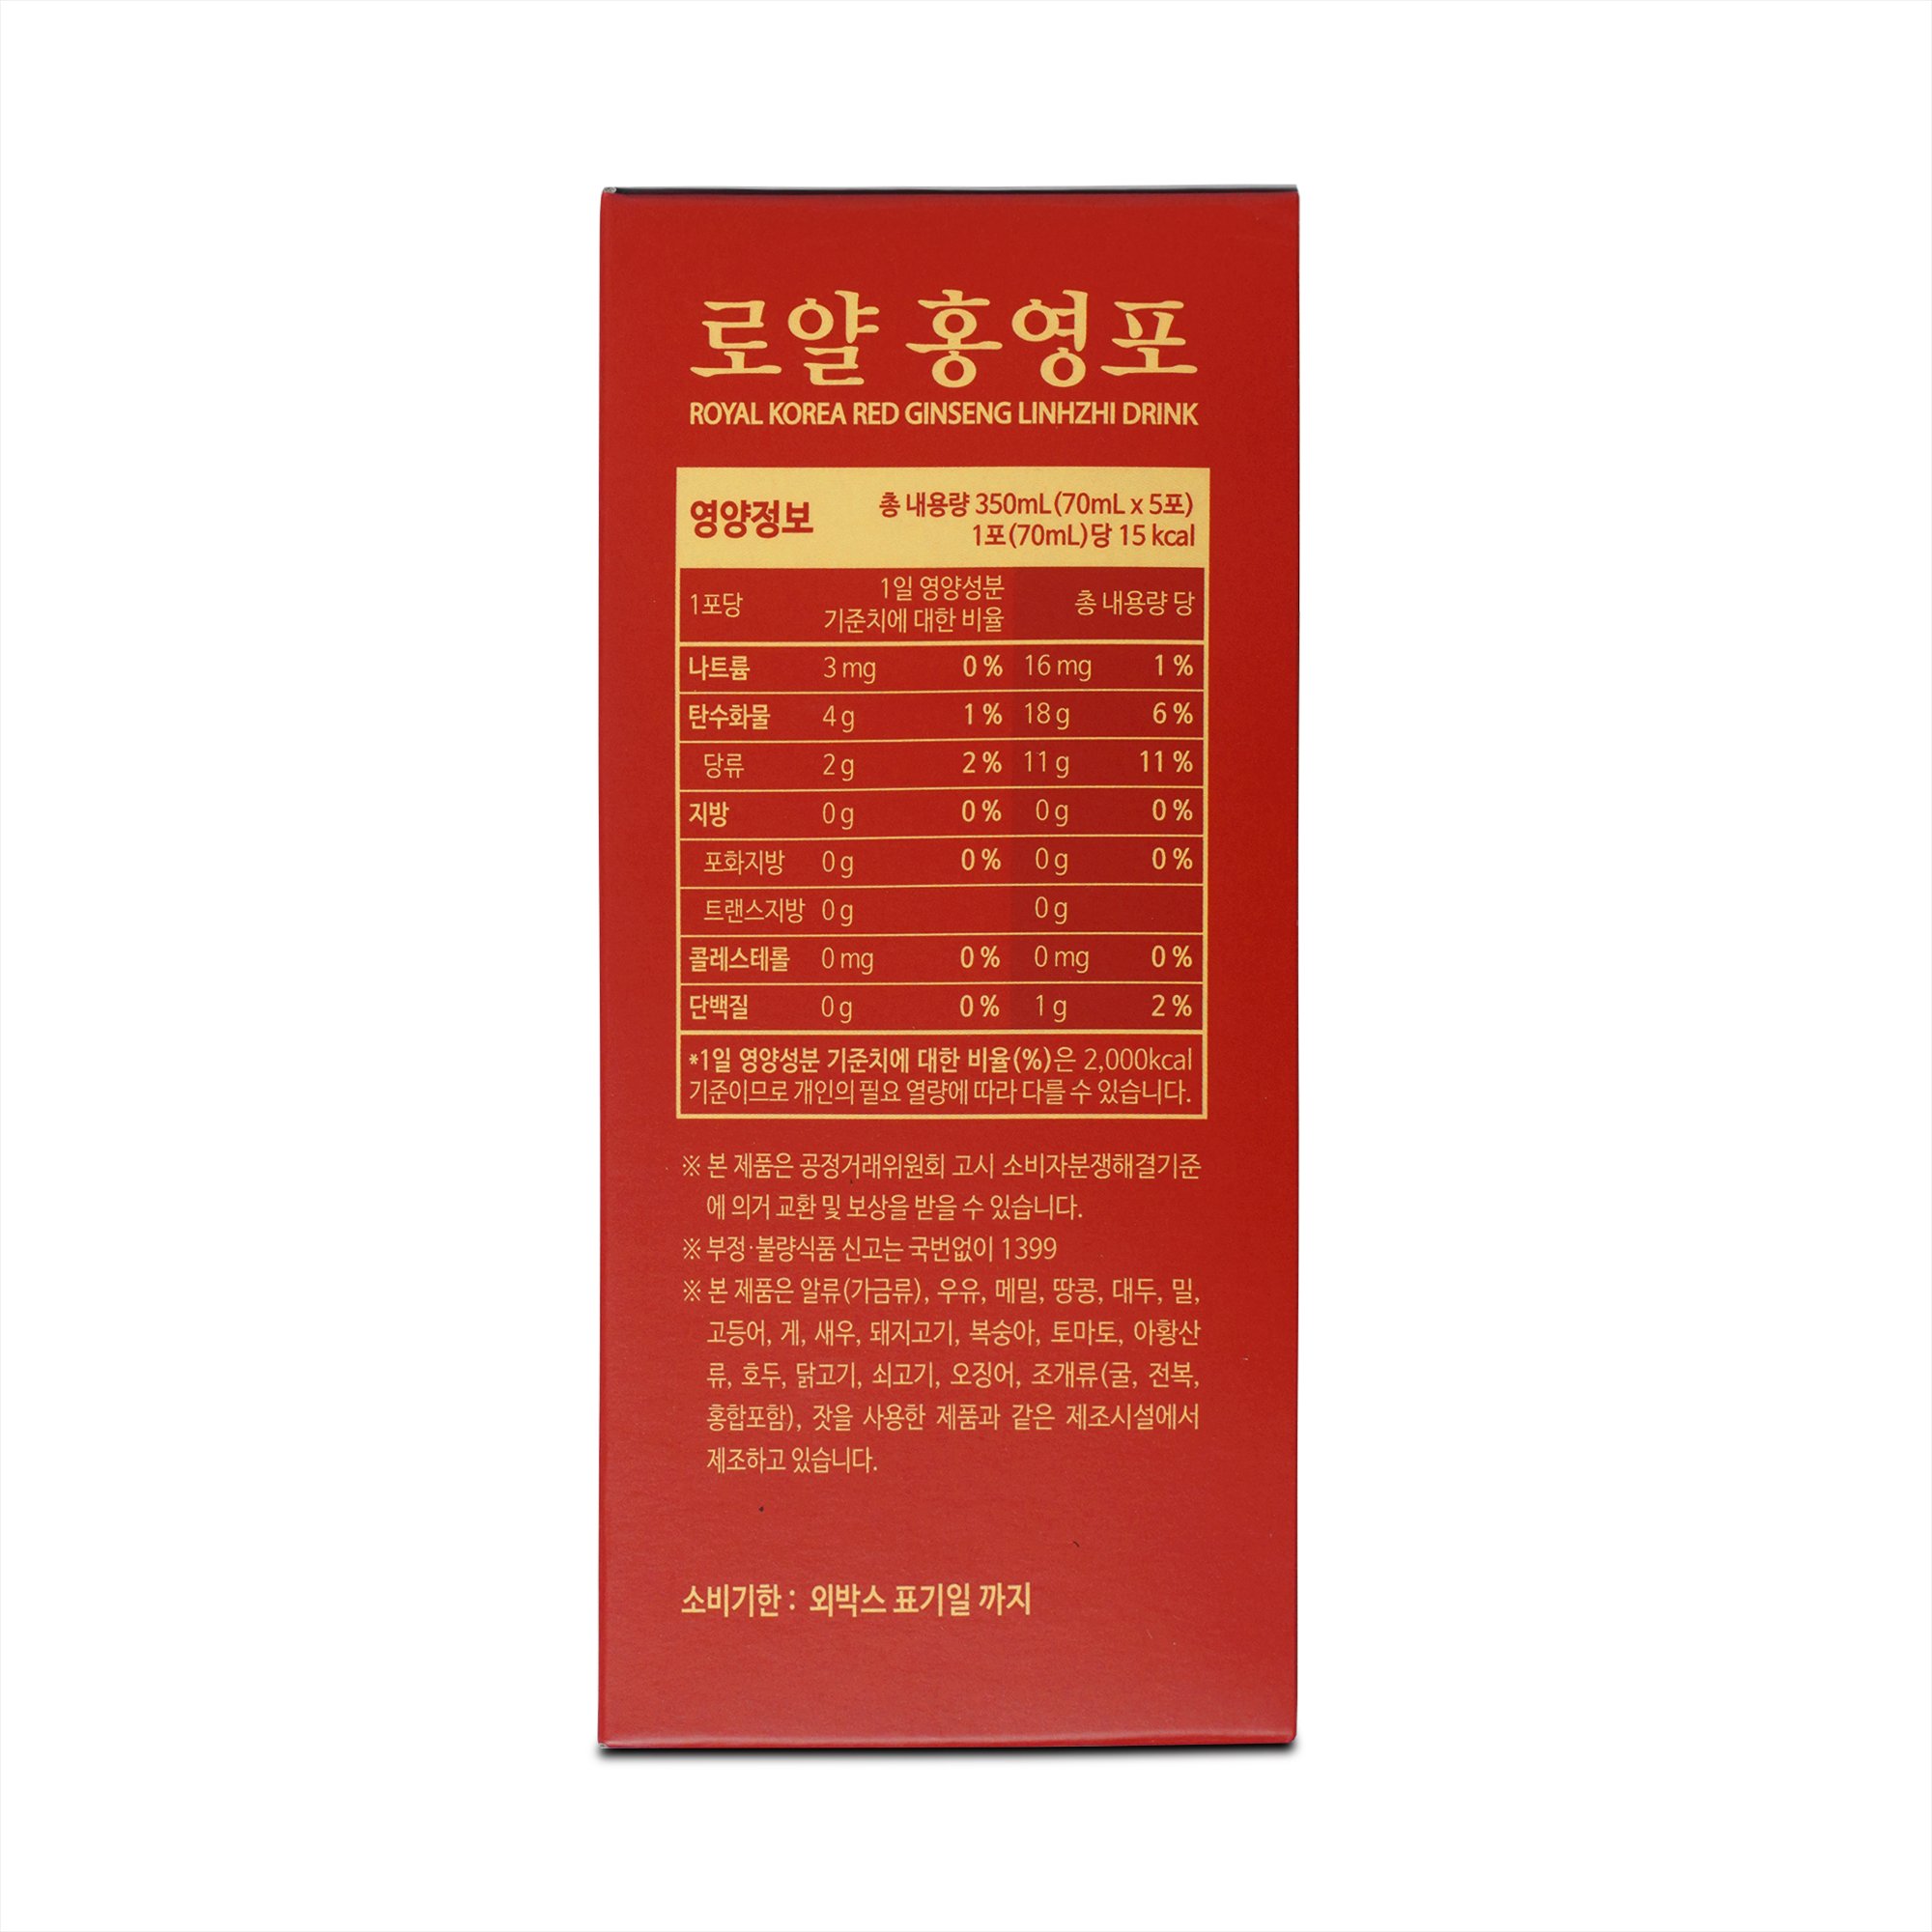 로얄 홍영포
ROYAL KOREA RED GINSENG LINHZHI DRINK
영양정보
총 내용량 350mL(70mL x 5포)
1포(70mL)당 15 kcal
1포당
1일 영양성분
기준치에 대한 비율
총 내용량 당
나트륨 3 mg 0 % 16 mg 1 %
탄수화물 4 g 1 % 18 g 6 %
당류 2 g 2 % 11 g 11 %
지방 0 g 0 % 0 g 0 %
포화지방 0 g 0 % 0 g 0 %
트랜스지방 0 g 0 g
콜레스테롤 0 mg 0 % 0 mg 0 %
단백질 0 g 0 % 1 g 2 %
*1일 영양성분 기준치에 대한 비율(%)은 2,000kcal
기준이므로 개인의 필요 열량에 따라 다를 수 있습니다.
※ 본 제품은 공정거래위원회 고시 소비자분쟁해결기준
에 의거 교환 및 보상을 받을 수 있습니다.
※ 부정·불량식품 신고는 국번없이 1399
※ 본 제품은 알류(가금류), 우유, 메밀, 땅콩, 대두, 밀,
고등어, 게, 새우, 돼지고기, 복숭아, 토마토, 아황산
류, 호두, 닭고기, 쇠고기, 오징어, 조개류(굴, 전복,
홍합포함), 잣을 사용한 제품과 같은 제조시설에서
제조하고 있습니다.
소비기한 : 외박스 표기일 까지